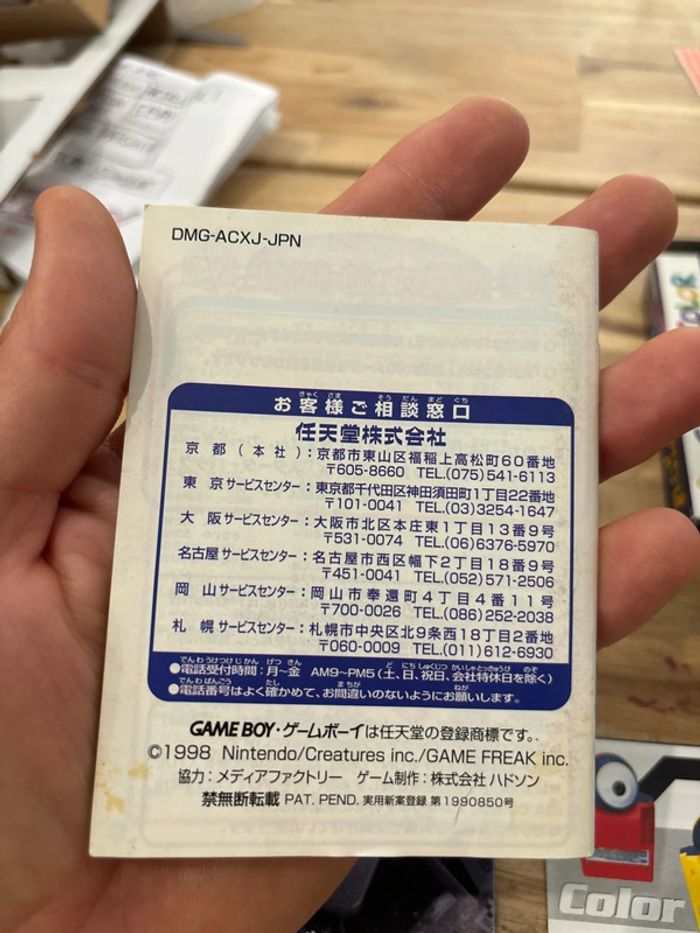 DMG-ACXJ-JPN
お客様ご相談窓口
任天堂株式会社
京都(本社):京都市東山区福稲上高松町60番地
〒605-8660 TEL.(075)541-6113
東京サービスセンター:東京都千代田区神田須田町1丁目22番地
〒101-0041 TEL.(03)3254-1647
大阪サービスセンター:大阪市北区本庄東1丁目13番9号
〒531-0074 TEL.(06)6376-5970
名古屋サービスセンター:名古屋市西区幅下2丁目18番9号
〒451-0041 TEL.(052)571-2506
岡山サービスセンター:岡山市奉還町4丁目4番11号
〒700-0026 TEL.(086)252-2038
札幌サービスセンター:札幌市中央区北9条西18丁目2番地
〒060-0009 TEL.(011)612-6930
●電話受付時間:月~金 AM9~PM5(土、日、祝日、会社特休日を除く)
●電話番号はよく確かめて、お間違いのないようにお願いします。
GAME BOY・ゲームボーイは任天堂の登録商標です。
©1998 Nintendo/Creatures inc./GAME FREAK inc.
協力:メディアファクトリー ゲーム制作:株式会社 ハドソン
禁無断転載 PAT. PEND. 実用新案登録 第1990850号
Color